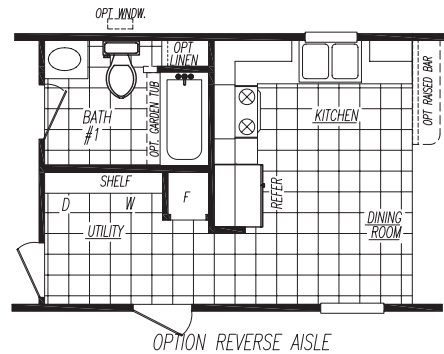 OPT. WNDW.
OPT
LINEN
OPT RAISED BAR
KITCHEN
BATH
#1
OPT. GARDEN TUB
SHELF
D
W
F
REFER
UTILITY
DINING
ROOM
OPTION REVERSE AISLE